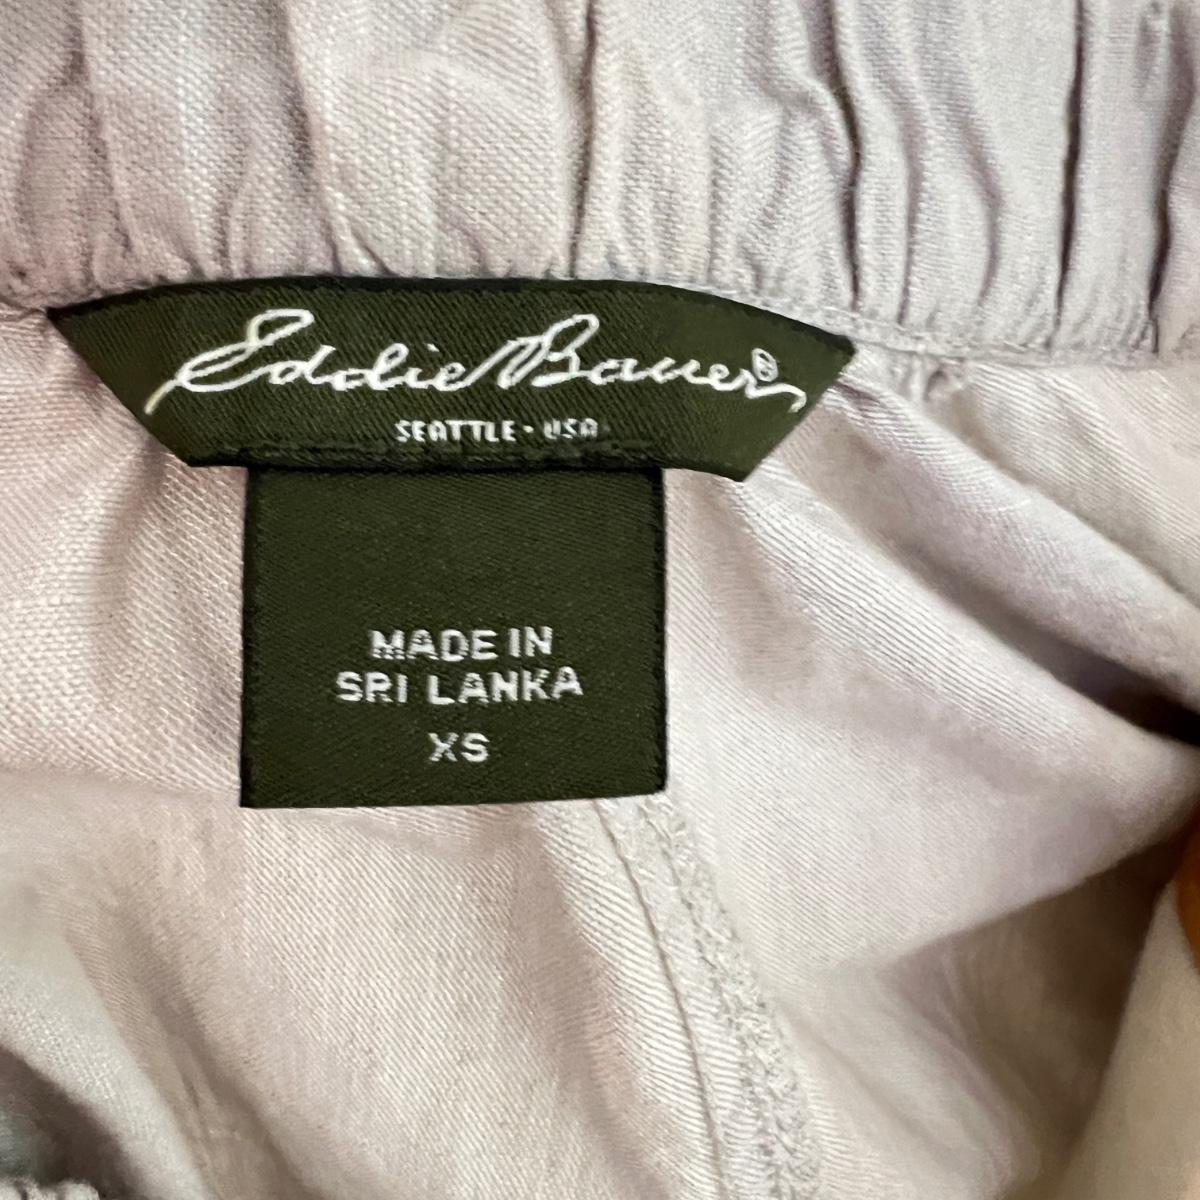 Eddie Bauer®
SEATTLE · USA
MADE IN
SRI LANKA
XS